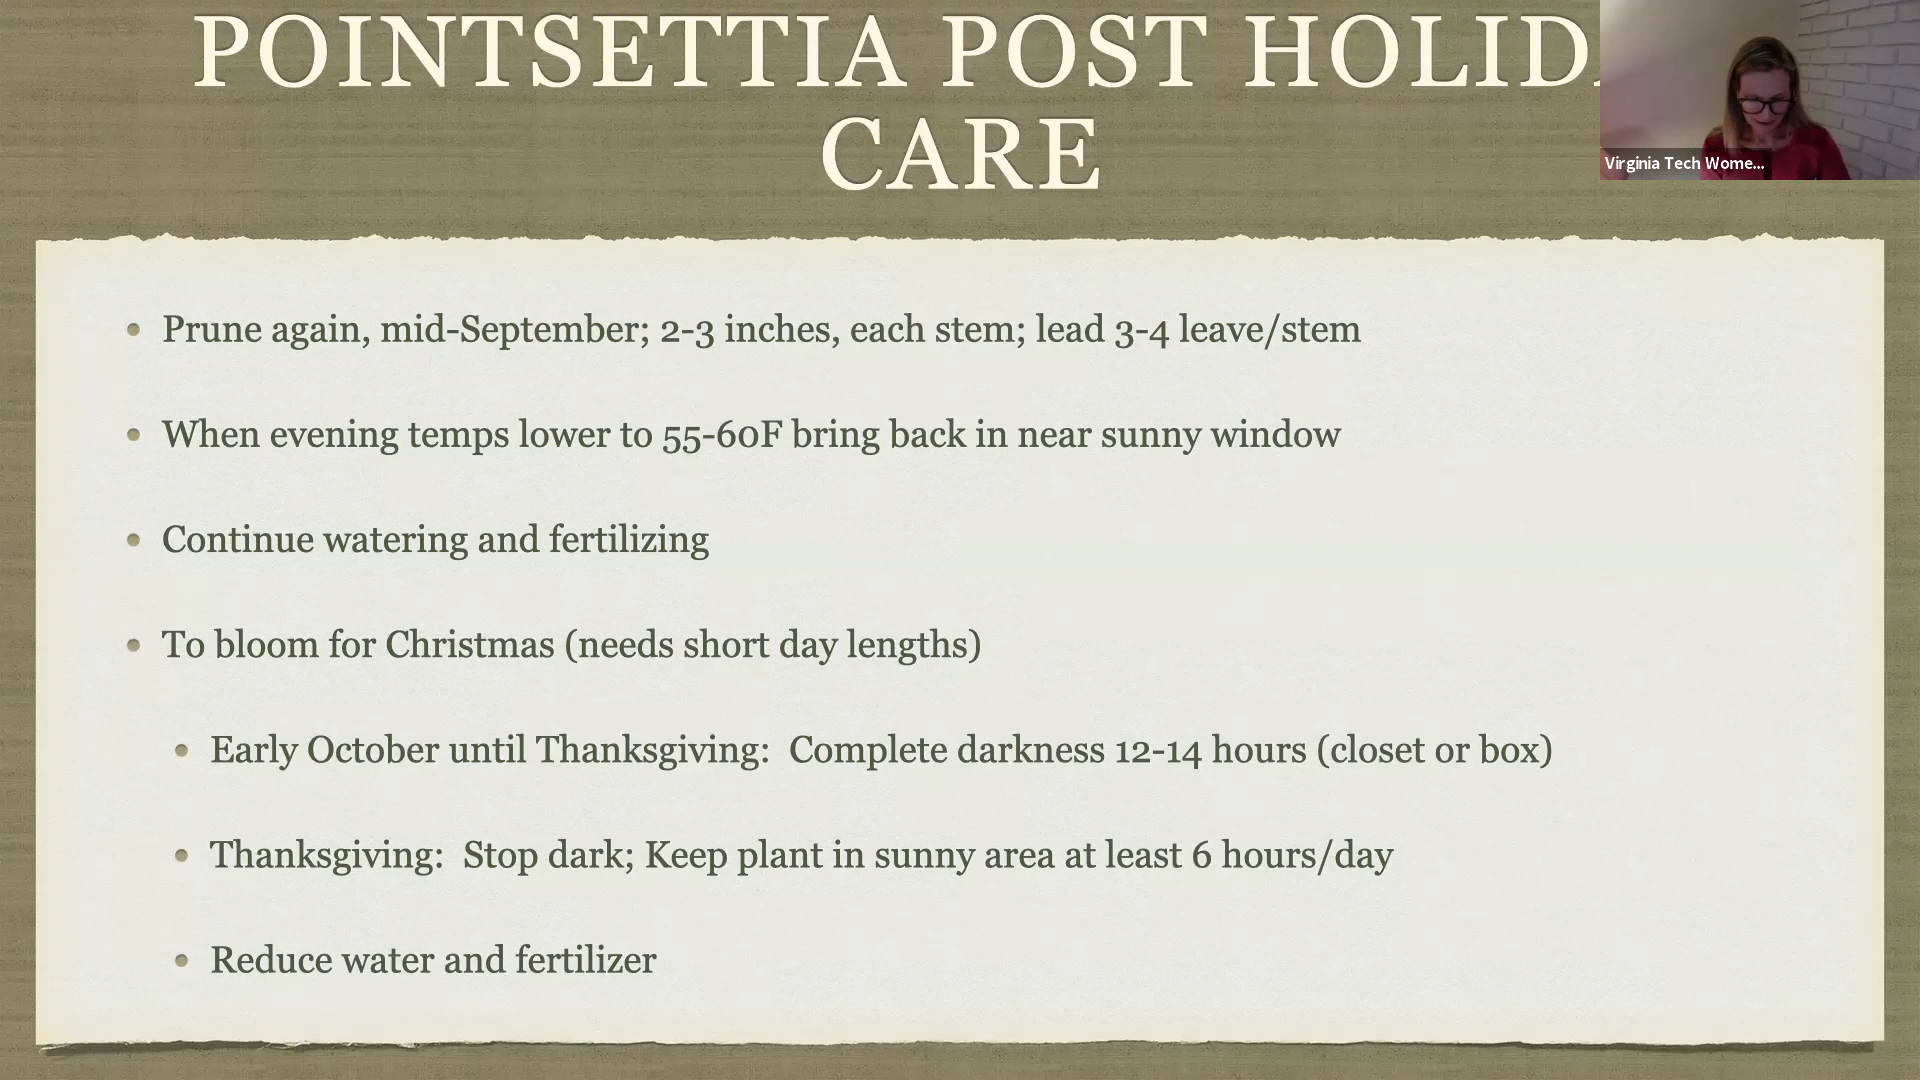 POINTSETTIA POST HOLID
CARE
Virginia Tech Wome...
• Prune again, mid-September; 2-3 inches, each stem; lead 3-4 leave/stem
• When evening temps lower to 55-60F bring back in near sunny window
• Continue watering and fertilizing
• To bloom for Christmas (needs short day lengths)
• Early October until Thanksgiving:  Complete darkness 12-14 hours (closet or box)
• Thanksgiving:  Stop dark; Keep plant in sunny area at least 6 hours/day
• Reduce water and fertilizer